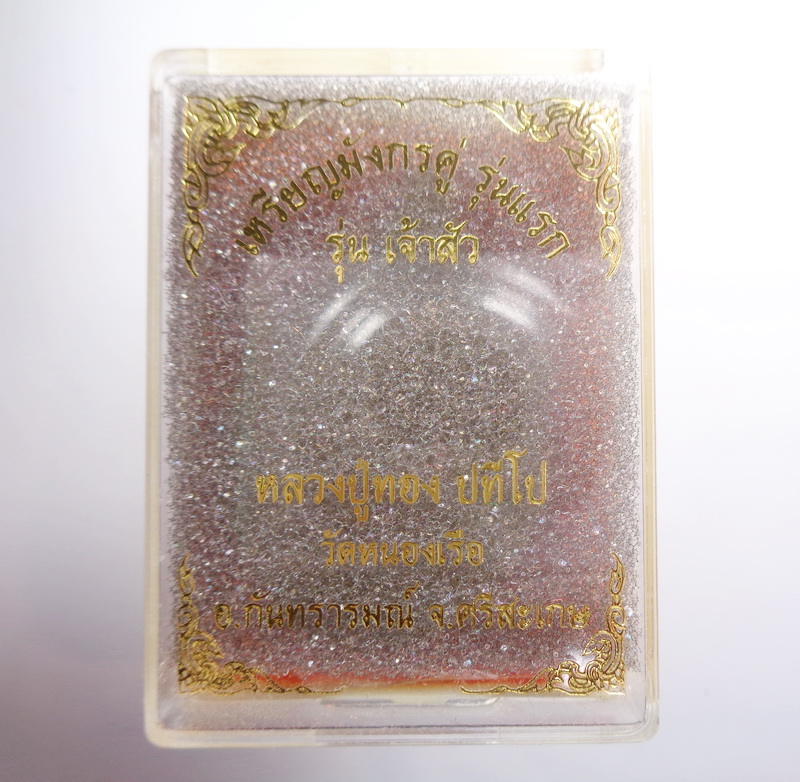 เหรียญมังกรคู่ รุ่นแรก
รุ่น เจ้าสัว
หลวงปู่ทอง ปทีโป
วัดหนองเรือ
อ.กันทรารมณ์ จ.ศรีสะเกษ